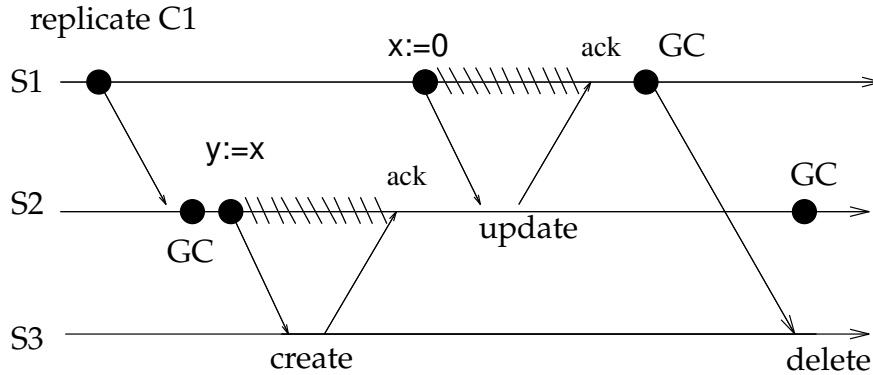 replicate C1
x:=0
ack
GC
S1
y:=x
ack
GC
S2
GC
update
S3
create
delete